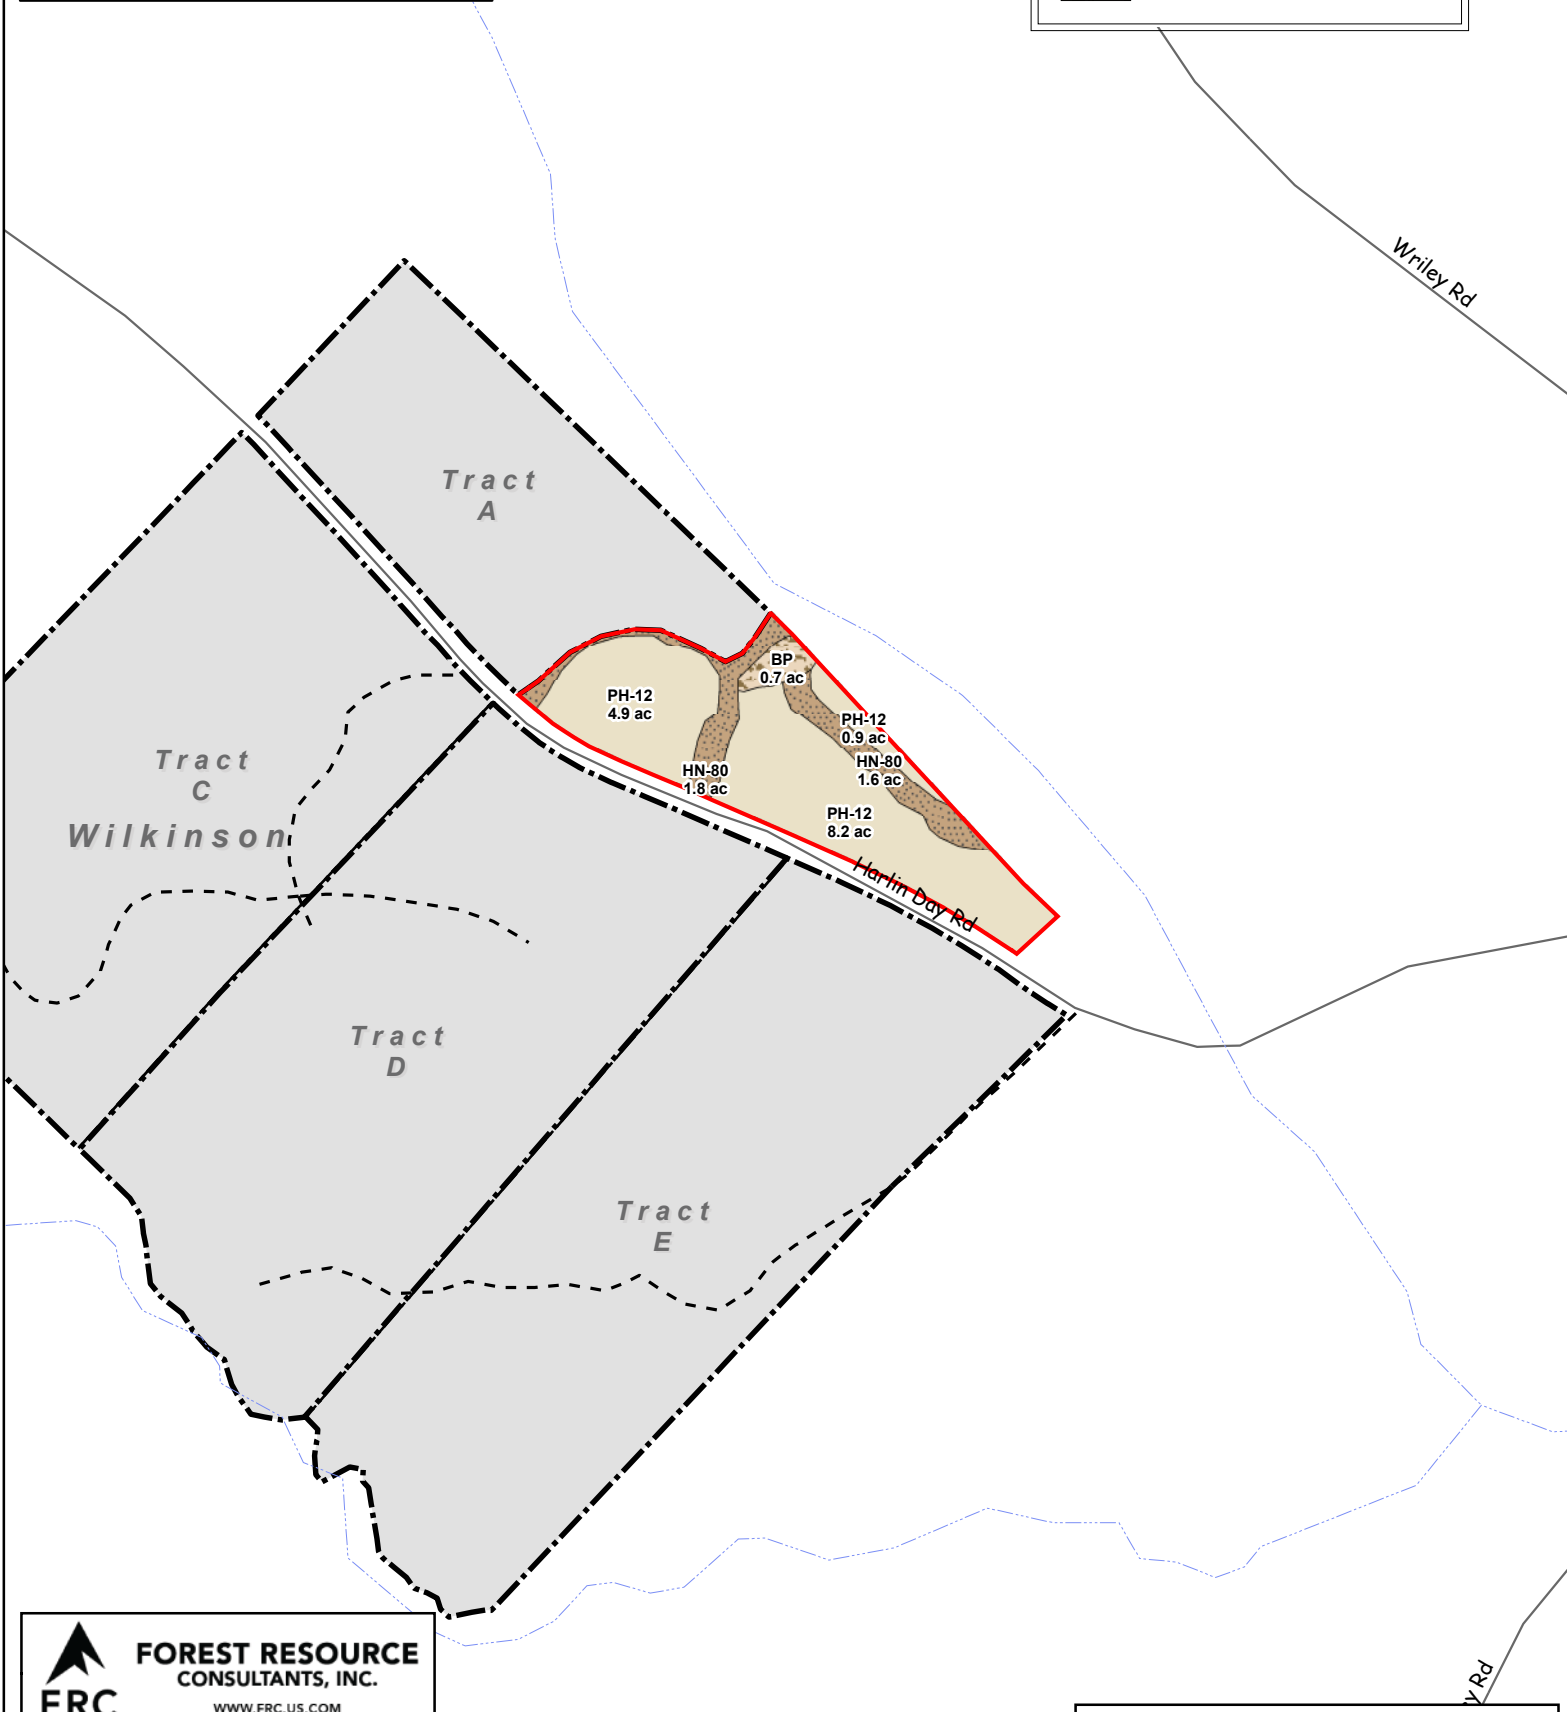 Wriley Rd
Tract
A
BP
0.7 ac
PH-12
4.9 ac
PH-12
0.9 ac
HN-80
1.6 ac
HN-80
1.8 ac
PH-12
8.2 ac
Tract
C
Wilkinson
Harlin Day Rd
Tract
D
Tract
E
FOREST RESOURCE
CONSULTANTS, INC.
WWW.FRC.US.COM
FRC
y Rd